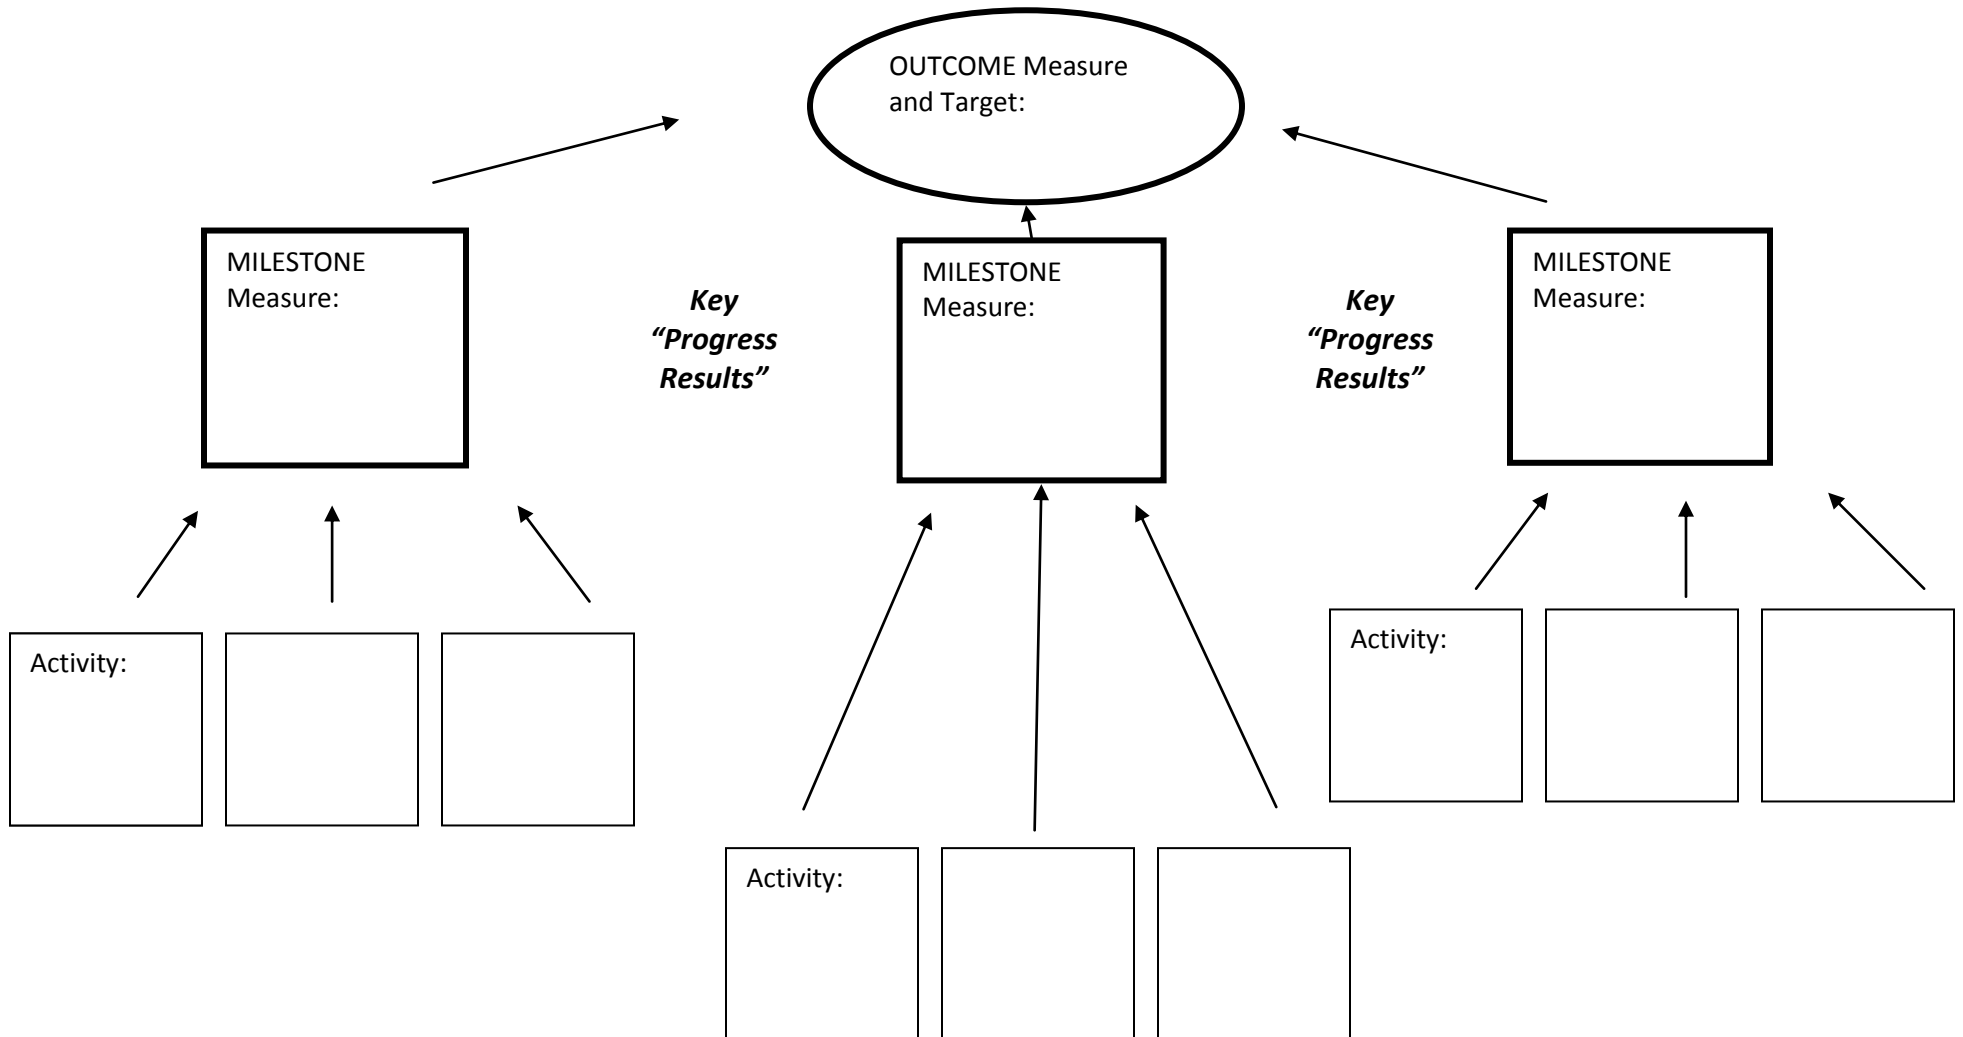 OUTCOME Measure
and Target:
MILESTONE
Measure:
Key
“Progress
Results”
MILESTONE
Measure:
Key
“Progress
Results”
MILESTONE
Measure:
Activity:
Activity:
Activity: